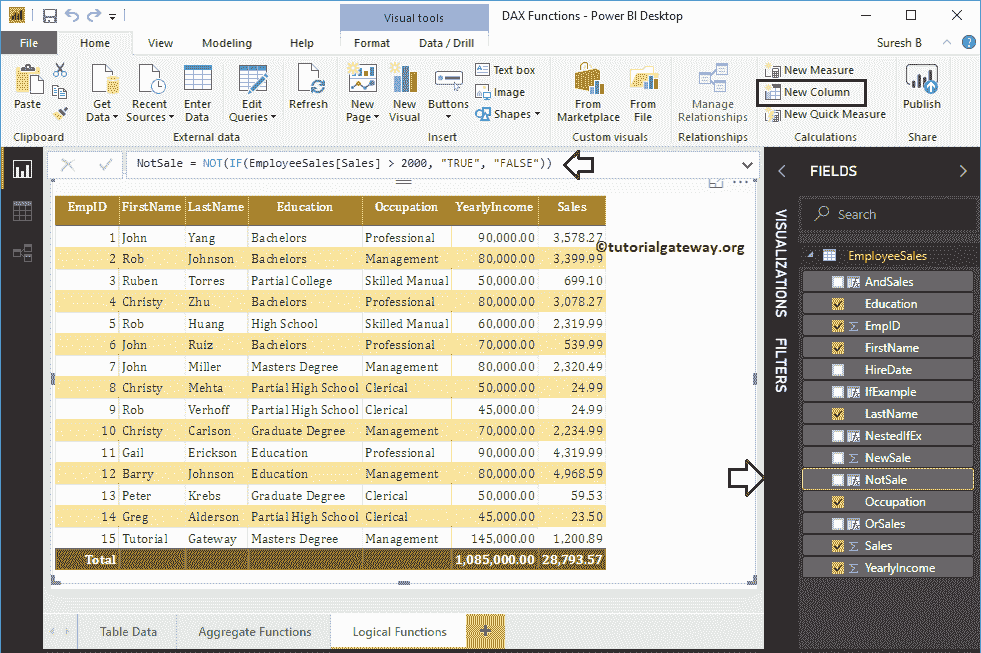 DAX Functions - Power BI Desktop
Visual tools
File Home View Modeling Help Format Data / Drill Suresh B
Paste
Clipboard
Get Data
Recent Sources
Enter Data
Edit Queries
External data
Refresh
New Page
New Visual
Buttons
Text box
Image
Shapes
Insert
From Marketplace
From File
Custom visuals
Manage Relationships
Relationships
New Measure
New Column
New Quick Measure
Calculations
Publish
Share
NotSale = NOT(IF(EmployeeSales[Sales] > 2000, "TRUE", "FALSE"))
EmpID FirstName LastName Education Occupation YearlyIncome Sales
1 John Yang Bachelors Professional 90,000.00 3,578.27
2 Rob Johnson Bachelors Management 80,000.00 3,399.99
3 Ruben Torres Partial College Skilled Manual 50,000.00 699.10
4 Christy Zhu Bachelors Professional 80,000.00 3,078.27
5 Rob Huang High School Skilled Manual 60,000.00 2,319.99
6 John Ruiz Bachelors Professional 70,000.00 539.99
7 John Miller Masters Degree Management 80,000.00 2,320.49
8 Christy Mehta Partial High School Clerical 50,000.00 24.99
9 Rob Verhoff Partial High School Clerical 45,000.00 24.99
10 Christy Carlson Graduate Degree Management 70,000.00 2,234.99
11 Gail Erickson Education Professional 90,000.00 4,319.99
12 Barry Johnson Education Management 80,000.00 4,968.59
13 Peter Krebs Graduate Degree Clerical 50,000.00 59.53
14 Greg Alderson Partial High School Clerical 45,000.00 23.50
15 Tutorial Gateway Masters Degree Management 145,000.00 1,200.89
Total 1,085,000.00 28,793.57
©tutorialgateway.org
VISUALIZATIONS
FILTERS
FIELDS
Search
EmployeeSales
AndSales
Education
EmpID
FirstName
HireDate
IfExample
LastName
NestedIfEx
NewSale
NotSale
Occupation
OrSales
Sales
YearlyIncome
Table Data Aggregate Functions Logical Functions